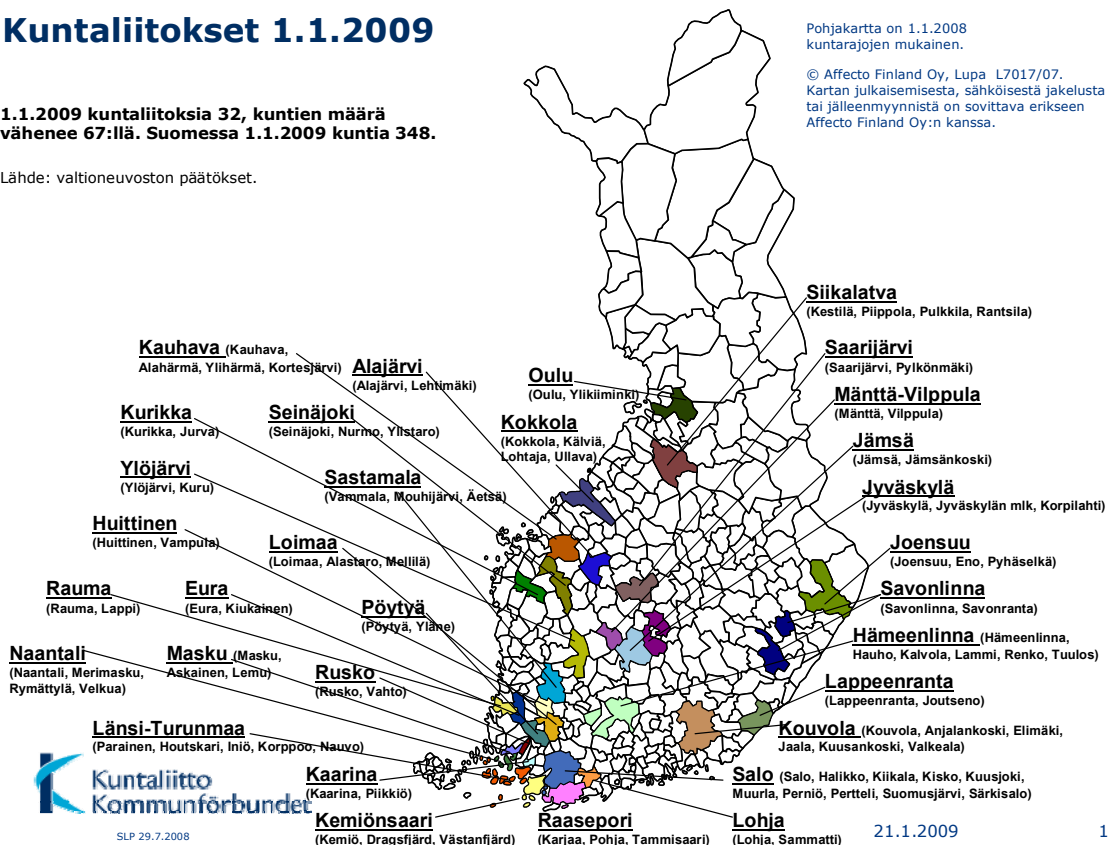 Kuntaliitokset 1.1.2009
Pohjakartta on 1.1.2008
kuntarajojen mukainen.
© Affecto Finland Oy, Lupa L7017/07.
Kartan julkaisemisesta, sähköisestä jakelusta
tai jälleenmyynnistä on sovittava erikseen
Affecto Finland Oy:n kanssa.
1.1.2009 kuntaliitoksia 32, kuntien määrä
vähenee 67:llä. Suomessa 1.1.2009 kuntia 348.
Lähde: valtioneuvoston päätökset.
Siikalatva
(Kestilä, Piippola, Pulkkila, Rantsila)
Kauhava (Kauhava,
Alahärmä, Ylihärmä, Kortesjärvi)
Alajärvi
(Alajärvi, Lehtimäki)
Oulu
(Oulu, Ylikiiminki)
Saarijärvi
(Saarijärvi, Pylkönmäki)
Mänttä-Vilppula
(Mänttä, Vilppula)
Kurikka
(Kurikka, Jurva)
Seinäjoki
(Seinäjoki, Nurmo, Ylistaro)
Kokkola
(Kokkola, Kälviä,
Lohtaja, Ullava)
Jämsä
(Jämsä, Jämsänkoski)
Ylöjärvi
(Ylöjärvi, Kuru)
Sastamala
(Vammala, Mouhijärvi, Äetsä)
Jyväskylä
(Jyväskylä, Jyväskylän mlk, Korpilahti)
Huittinen
(Huittinen, Vampula)
Loimaa
(Loimaa, Alastaro, Mellilä)
Joensuu
(Joensuu, Eno, Pyhäselkä)
Rauma
(Rauma, Lappi)
Eura
(Eura, Kiukainen)
Pöytyä
(Pöytyä, Yläne)
Savonlinna
(Savonlinna, Savonranta)
Hämeenlinna (Hämeenlinna,
Hauho, Kalvola, Lammi, Renko, Tuulos)
Naantali
(Naantali, Merimasku,
Rymättylä, Velkua)
Masku (Masku,
Askainen, Lemu)
Rusko
(Rusko, Vahto)
Lappeenranta
(Lappeenranta, Joutseno)
Länsi-Turunmaa
(Parainen, Houtskari, Iniö, Korppoo, Nauvo)
Kouvola (Kouvola, Anjalankoski, Elimäki,
Jaala, Kuusankoski, Valkeala)
Kaarina
(Kaarina, Piikkiö)
Salo (Salo, Halikko, Kiikala, Kisko, Kuusjoki,
Muurla, Perniö, Pertteli, Suomusjärvi, Särkisalo)
Kuntaliitto
Kommunförbundet
Kemiönsaari
(Kemiö, Dragsfjärd, Västanfjärd)
Raasepori
(Karjaa, Pohja, Tammisaari)
Lohja
(Lohja, Sammatti)
SLP 29.7.2008
21.1.2009
1